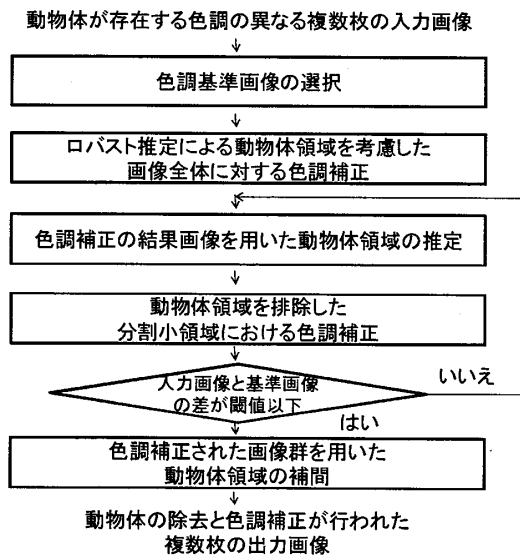 動物体が存在する色調の異なる複数枚の入力画像
色調基準画像の選択
ロバスト推定による動物体領域を考慮した
画像全体に対する色調補正
色調補正の結果画像を用いた動物体領域の推定
動物体領域を排除した
分割小領域における色調補正
入力画像と基準画像
の差が閾値以下
いいえ
はい
色調補正された画像群を用いた
動物体領域の補間
動物体の除去と色調補正が行われた
複数枚の出力画像